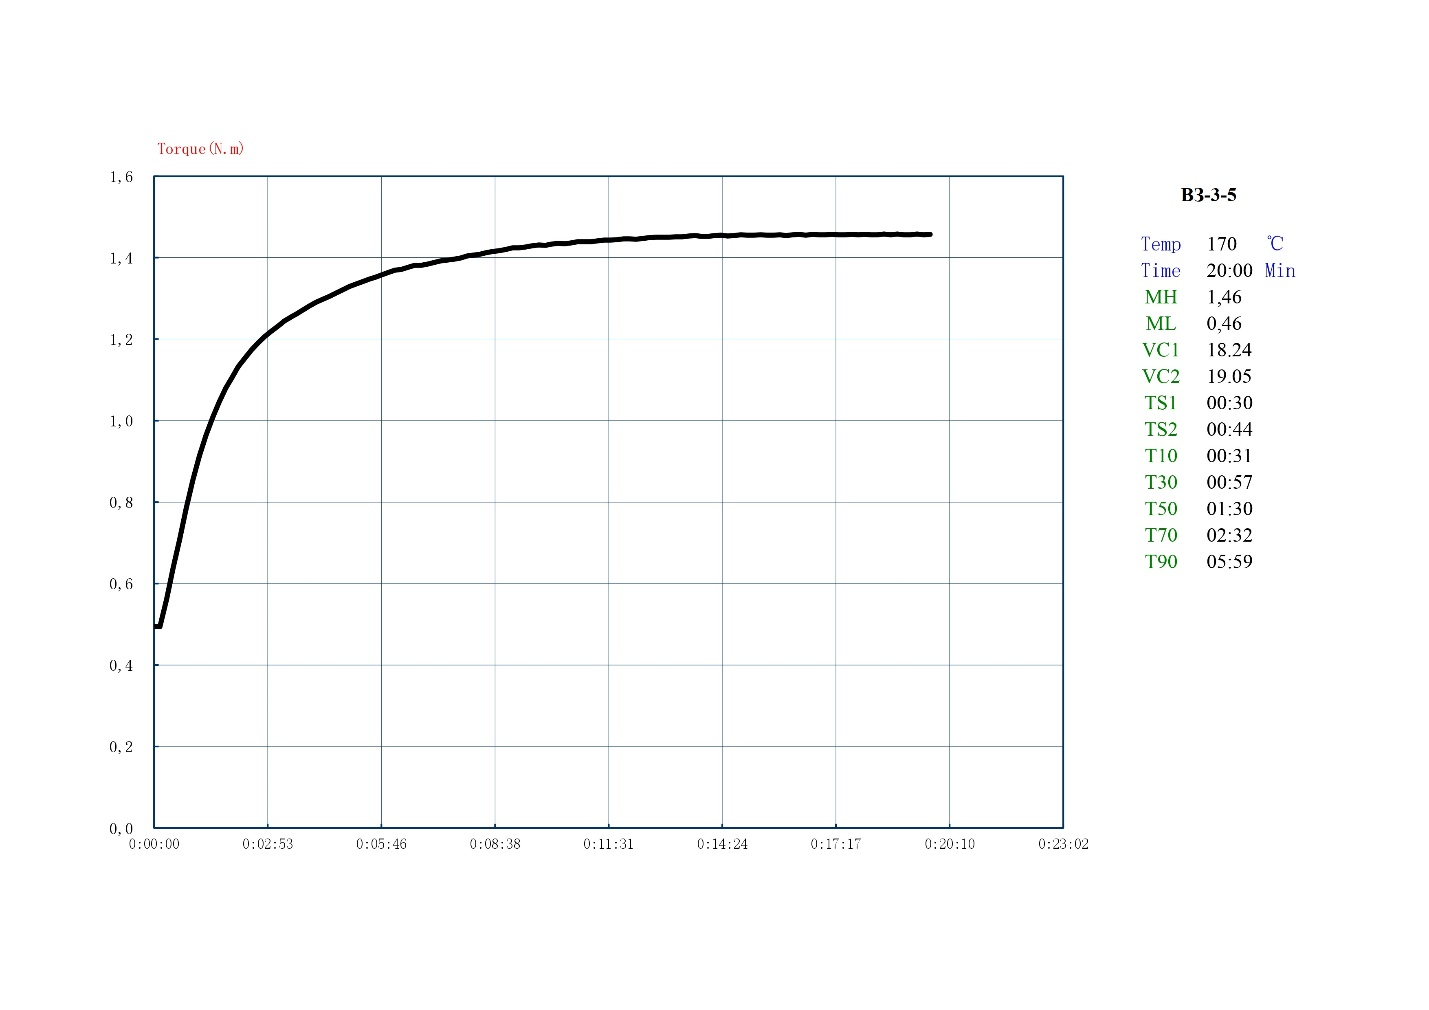 Torque(N.m)
1,6
1,4
1,2
1,0
0,8
0,6
0,4
0,2
0,0
0:00:00 0:02:53 0:05:46 0:08:38 0:11:31 0:14:24 0:17:17 0:20:10 0:23:02
B3-3-5
Temp 170 ℃
Time 20:00 Min
MH 1,46
ML 0,46
VC1 18.24
VC2 19.05
TS1 00:30
TS2 00:44
T10 00:31
T30 00:57
T50 01:30
T70 02:32
T90 05:59